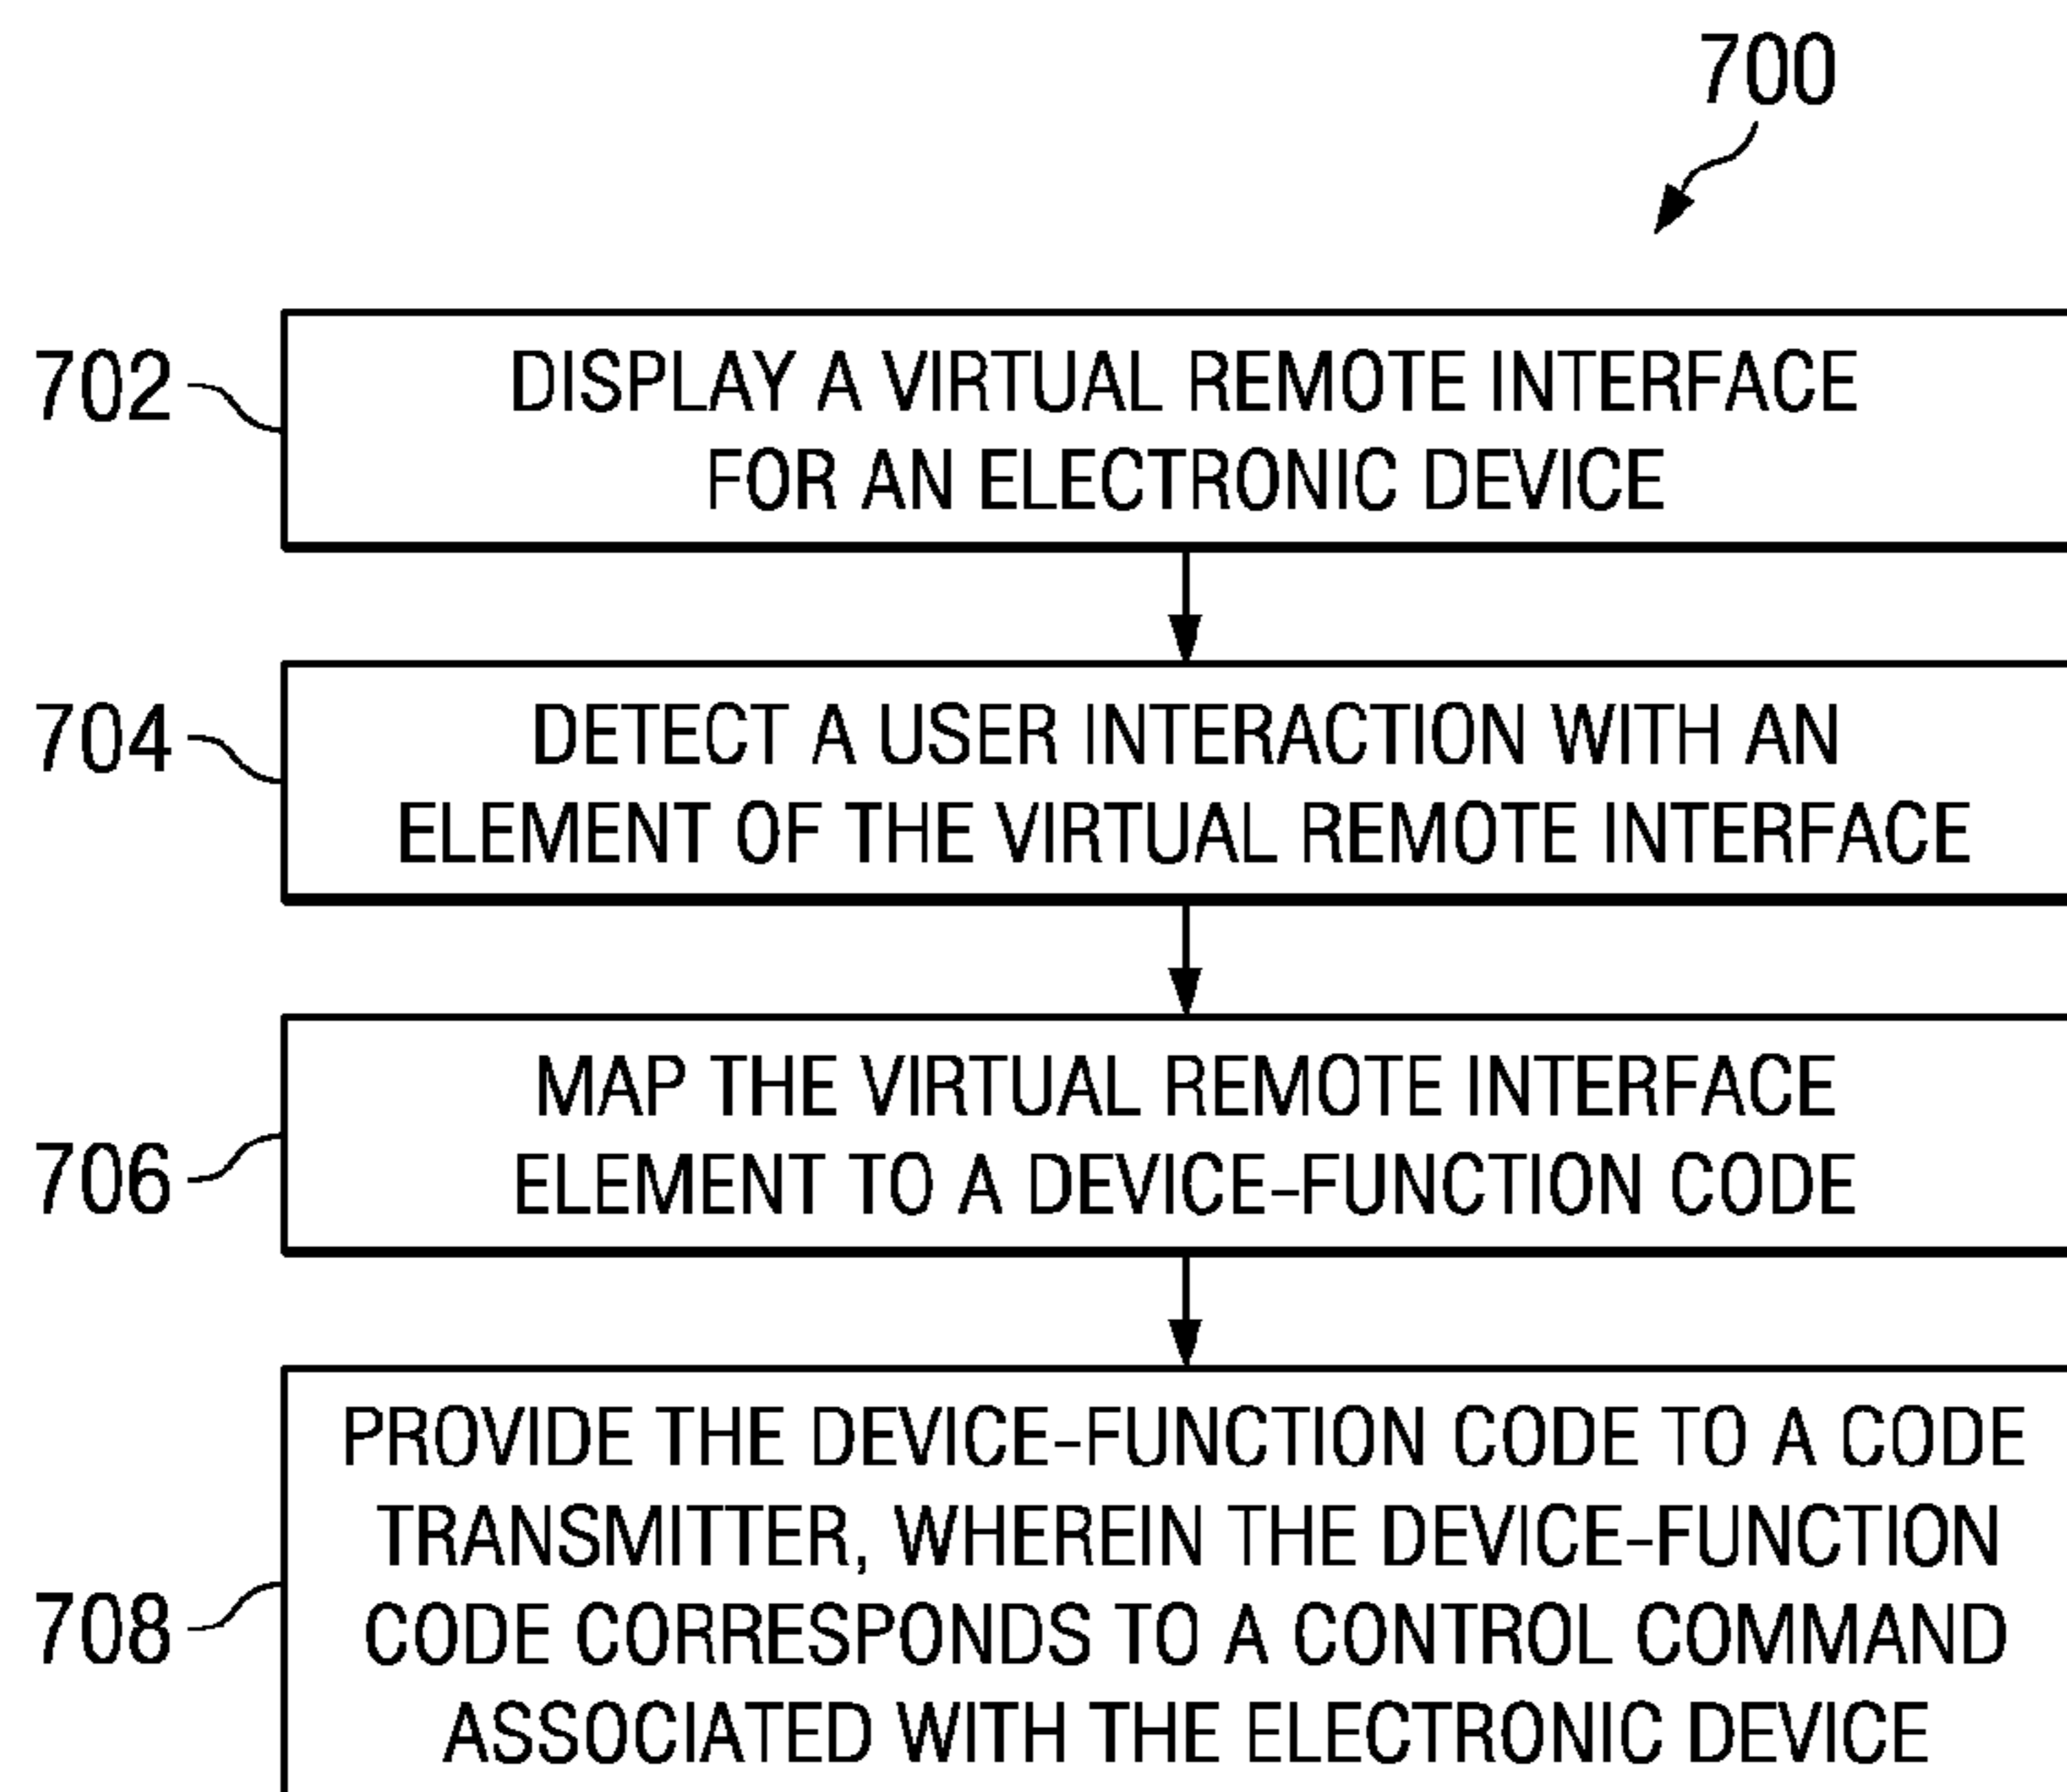 700
702
DISPLAY A VIRTUAL REMOTE INTERFACE
FOR AN ELECTRONIC DEVICE
704
DETECT A USER INTERACTION WITH AN
ELEMENT OF THE VIRTUAL REMOTE INTERFACE
706
MAP THE VIRTUAL REMOTE INTERFACE
ELEMENT TO A DEVICE-FUNCTION CODE
708
PROVIDE THE DEVICE-FUNCTION CODE TO A CODE
TRANSMITTER, WHEREIN THE DEVICE-FUNCTION
CODE CORRESPONDS TO A CONTROL COMMAND
ASSOCIATED WITH THE ELECTRONIC DEVICE